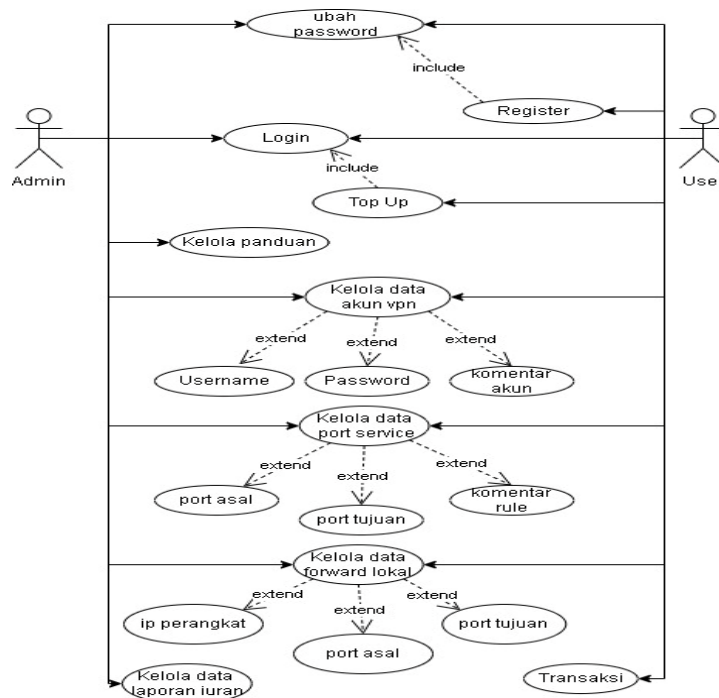 ubah
password
include
Register
Login
include
Admin
Use
Top Up
Kelola panduan
Kelola data
akun vpn
extend
extend
extend
Username
Password
komentar
akun
Kelola data
port service
extend
extend
extend
port asal
komentar
rule
port tujuan
Kelola data
forward lokal
extend
extend
extend
ip perangkat
port tujuan
port asal
Kelola data
laporan iuran
Transaksi